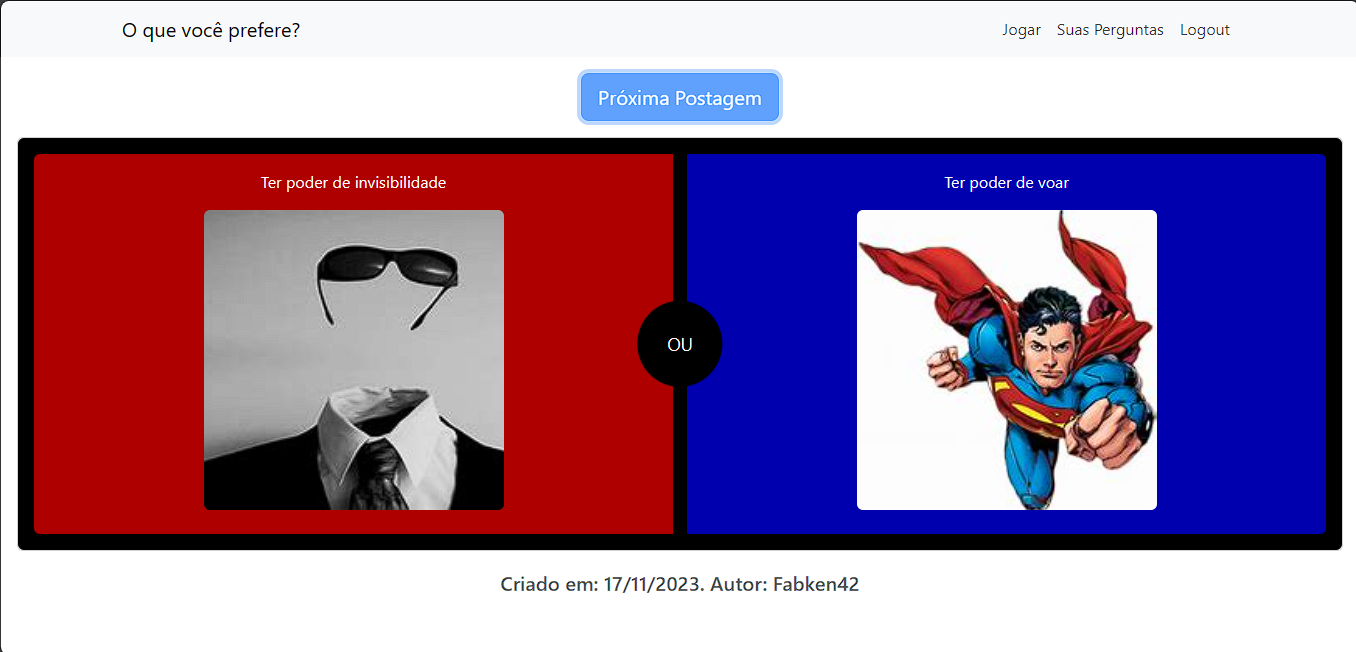 O que você prefere?
Jogar Suas Perguntas Logout
Próxima Postagem
Ter poder de invisibilidade
Ter poder de voar
OU
Criado em: 17/11/2023. Autor: Fabken42